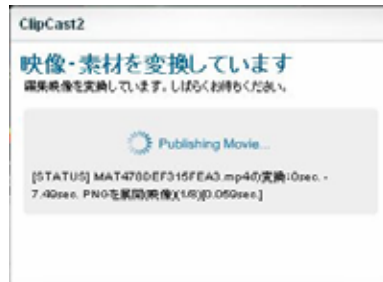 ClipCast2
映像・素材を変換しています
編集映像を変換しています。しばらくお待ちください。
Publishing Movie...
[STATUS] MAT4780EF315FEA3.mp4の変換：0sec. -
7.49sec. PNGを展開(映像)(1/8)[0.059sec.]